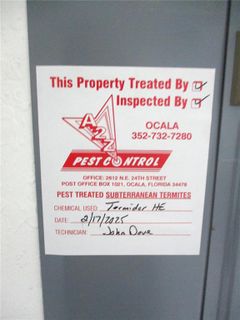 This Property Treated By ☑
Inspected By ☑
OCALA
352-732-7280
PEST CONTROL
OFFICE: 2612 N.E. 24TH STREET
POST OFFICE BOX 1021, OCALA, FLORIDA 34478
PEST TREATED SUBTERRANEAN TERMITES
CHEMICAL USED: Termidor HE
DATE: 2/17/2025
TECHNICIAN: John Dove